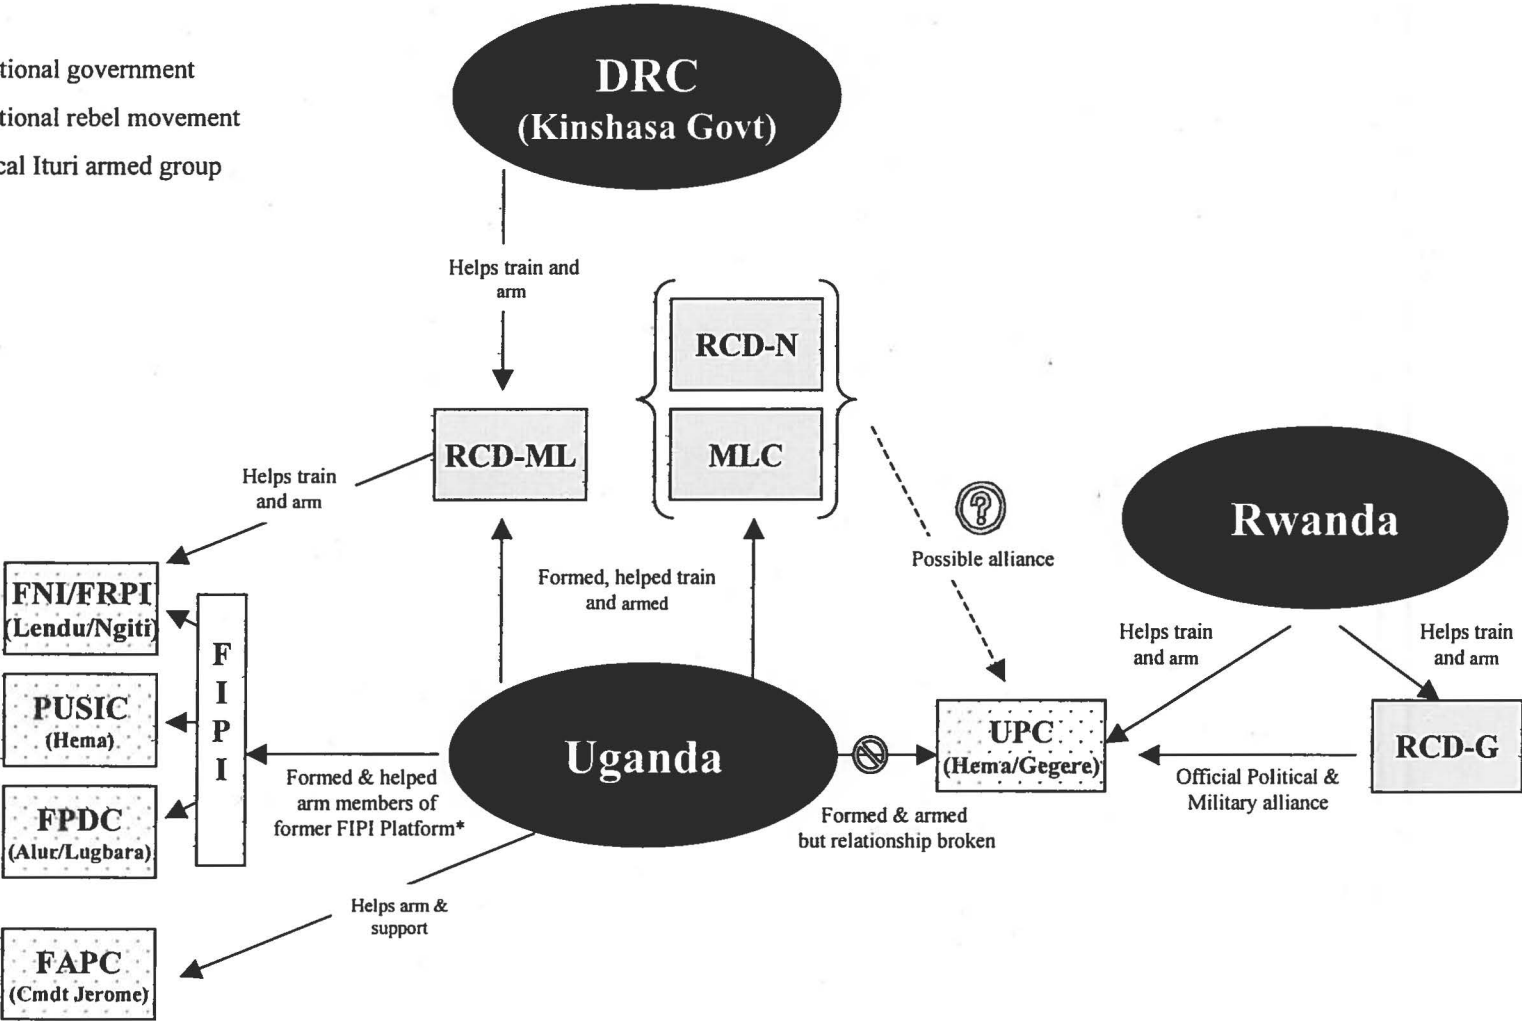 tional government
tional rebel movement
cal Ituri armed group
DRC
(Kinshasa Govt)
Helps train and
arm
RCD-N
MLC
RCD-ML
Helps train
and arm
?
Possible alliance
Rwanda
Formed, helped train
and armed
FNI/FRPI
(Lendu/Ngiti)
PUSIC
(Hema)
FPDC
(Alur/Lugbara)
F
I
P
I
Formed & helped
arm members of
former FIPI Platform*
Uganda
Formed & armed
but relationship broken
UPC
(Hema/Gegere)
Helps train
and arm
Helps train
and arm
RCD-G
Official Political &
Military alliance
Helps arm &
support
FAPC
(Cmdt Jerome)